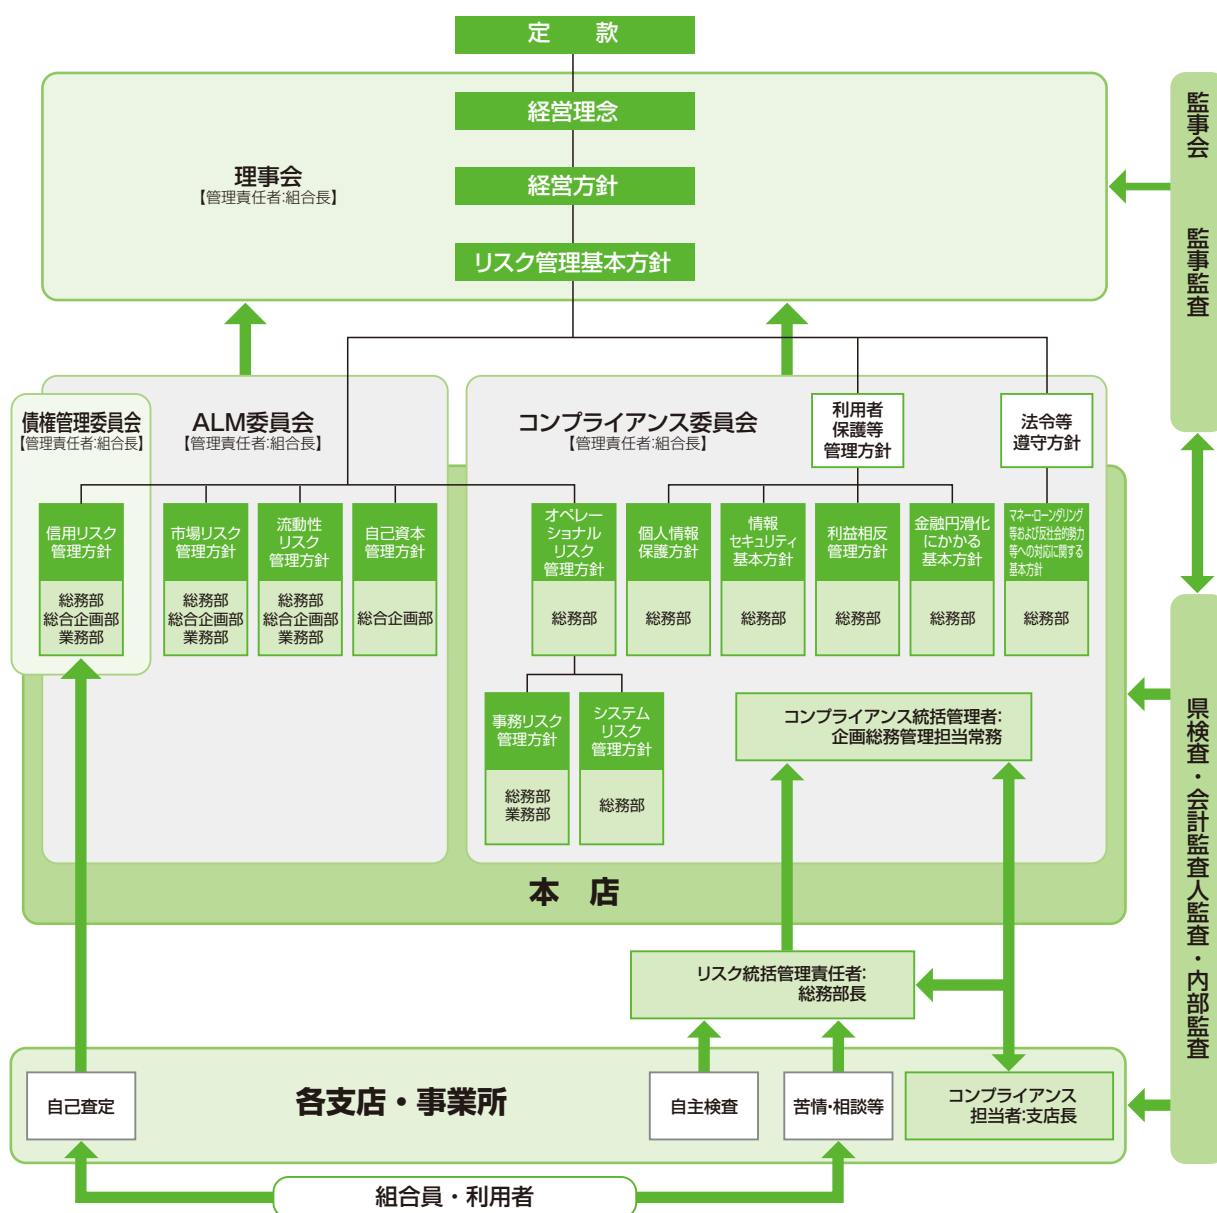 定　款
経営理念
理事会
【管理責任者:組合長】
経営方針
リスク管理基本方針
監事会　監事監査
債権管理委員会
【管理責任者:組合長】
ALM委員会
【管理責任者:組合長】
コンプライアンス委員会
【管理責任者:組合長】
利用者
保護等
管理方針
法令等
遵守方針
信用リスク
管理方針
総務部
総合企画部
業務部
市場リスク
管理方針
総務部
総合企画部
業務部
流動性
リスク
管理方針
総務部
総合企画部
業務部
自己資本
管理方針
総合企画部
オペレー
ショナル
リスク
管理方針
総務部
個人情報
保護方針
総務部
情報
セキュリティ
基本方針
総務部
利益相反
管理方針
総務部
金融円滑化
にかかる
基本方針
総務部
マネー・ローンダリング
等および反社会的勢力
等への対応に関する
基本方針
総務部
事務リスク
管理方針
総務部
業務部
システム
リスク
管理方針
総務部
コンプライアンス統括管理者:
企画総務管理担当常務
県検査・会計監査人監査・内部監査
本　店
リスク統括管理責任者:
総務部長
各支店・事業所
自己査定
自主検査
苦情・相談等
コンプライアンス
担当者:支店長
組合員・利用者